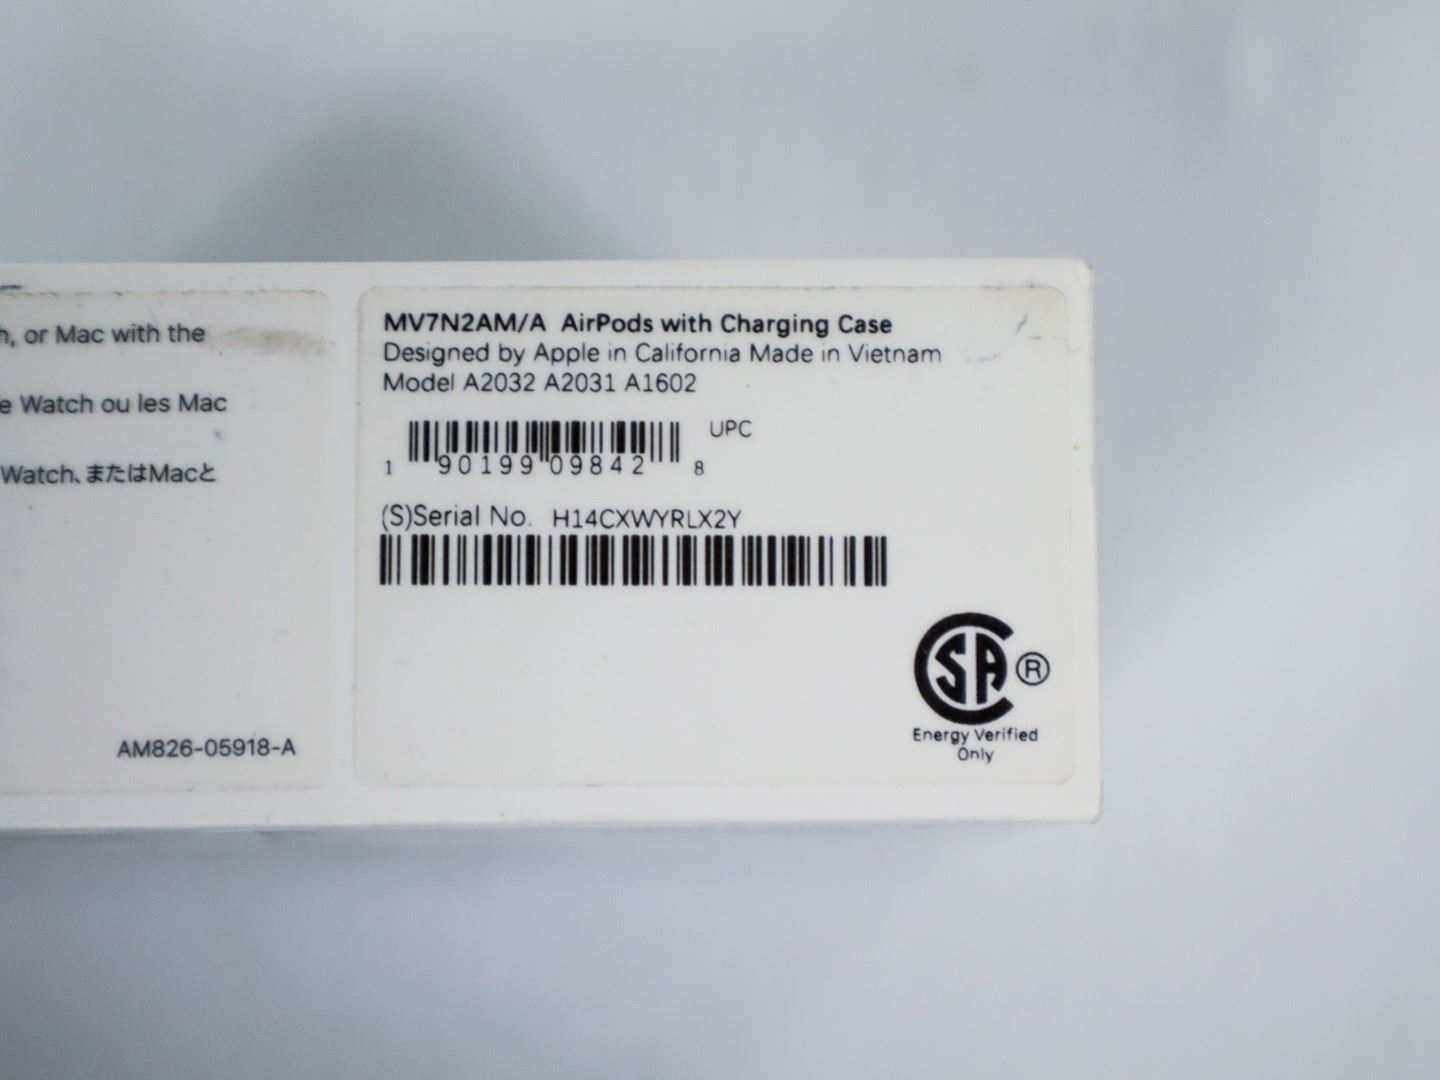 h, or Mac with the
e Watch ou les Mac
Watch、またはMacと
AM826-05918-A
MV7N2AM/A AirPods with Charging Case
Designed by Apple in California Made in Vietnam
Model A2032 A2031 A1602
UPC
1 90199 09842 8
(S)Serial No. H14CXWYRLX2Y
CSA®
Energy Verified
Only